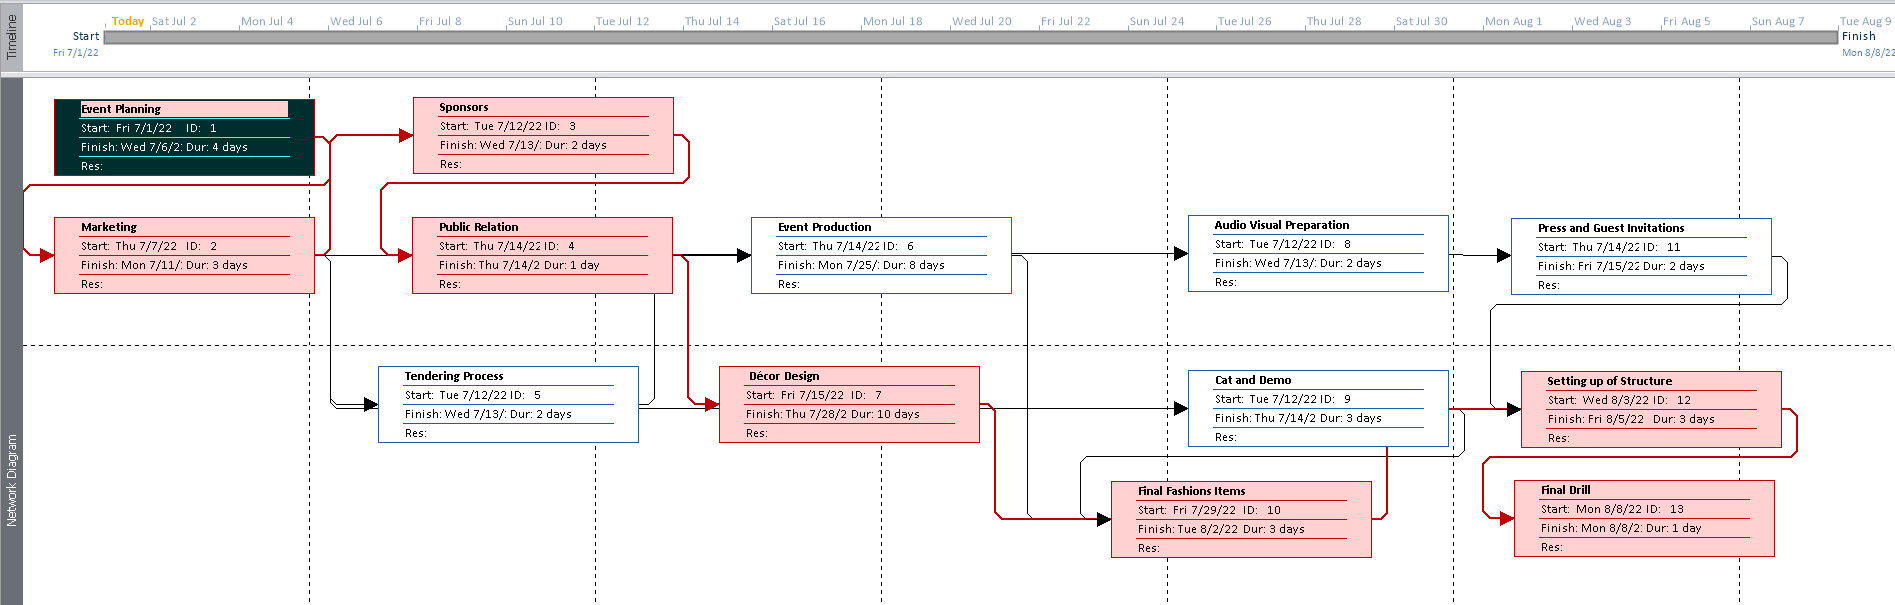 Timeline
Today Sat Jul 2 Mon Jul 4 Wed Jul 6 Fri Jul 8 Sun Jul 10 Tue Jul 12 Thu Jul 14 Sat Jul 16 Mon Jul 18 Wed Jul 20 Fri Jul 22 Sun Jul 24 Tue Jul 26 Thu Jul 28 Sat Jul 30 Mon Aug 1 Wed Aug 3 Fri Aug 5 Sun Aug 7 Tue Aug 9
Start
Fri 7/1/22
Finish
Mon 8/8/22
Network Diagram
Event Planning
Start: Fri 7/1/22 ID: 1
Finish: Wed 7/6/2: Dur: 4 days
Res:
Sponsors
Start: Tue 7/12/22 ID: 3
Finish: Wed 7/13/: Dur: 2 days
Res:
Marketing
Start: Thu 7/7/22 ID: 2
Finish: Mon 7/11/: Dur: 3 days
Res:
Public Relation
Start: Thu 7/14/22 ID: 4
Finish: Thu 7/14/2 Dur: 1 day
Res:
Event Production
Start: Thu 7/14/22 ID: 6
Finish: Mon 7/25/: Dur: 8 days
Res:
Audio Visual Preparation
Start: Tue 7/12/22 ID: 8
Finish: Wed 7/13/: Dur: 2 days
Res:
Press and Guest Invitations
Start: Thu 7/14/22 ID: 11
Finish: Fri 7/15/22 Dur: 2 days
Res:
Tendering Process
Start: Tue 7/12/22 ID: 5
Finish: Wed 7/13/: Dur: 2 days
Res:
Décor Design
Start: Fri 7/15/22 ID: 7
Finish: Thu 7/28/2 Dur: 10 days
Res:
Cat and Demo
Start: Tue 7/12/22 ID: 9
Finish: Thu 7/14/2 Dur: 3 days
Res:
Setting up of Structure
Start: Wed 8/3/22 ID: 12
Finish: Fri 8/5/22 Dur: 3 days
Res:
Final Fashions Items
Start: Fri 7/29/22 ID: 10
Finish: Tue 8/2/22 Dur: 3 days
Res:
Final Drill
Start: Mon 8/8/22 ID: 13
Finish: Mon 8/8/2: Dur: 1 day
Res: